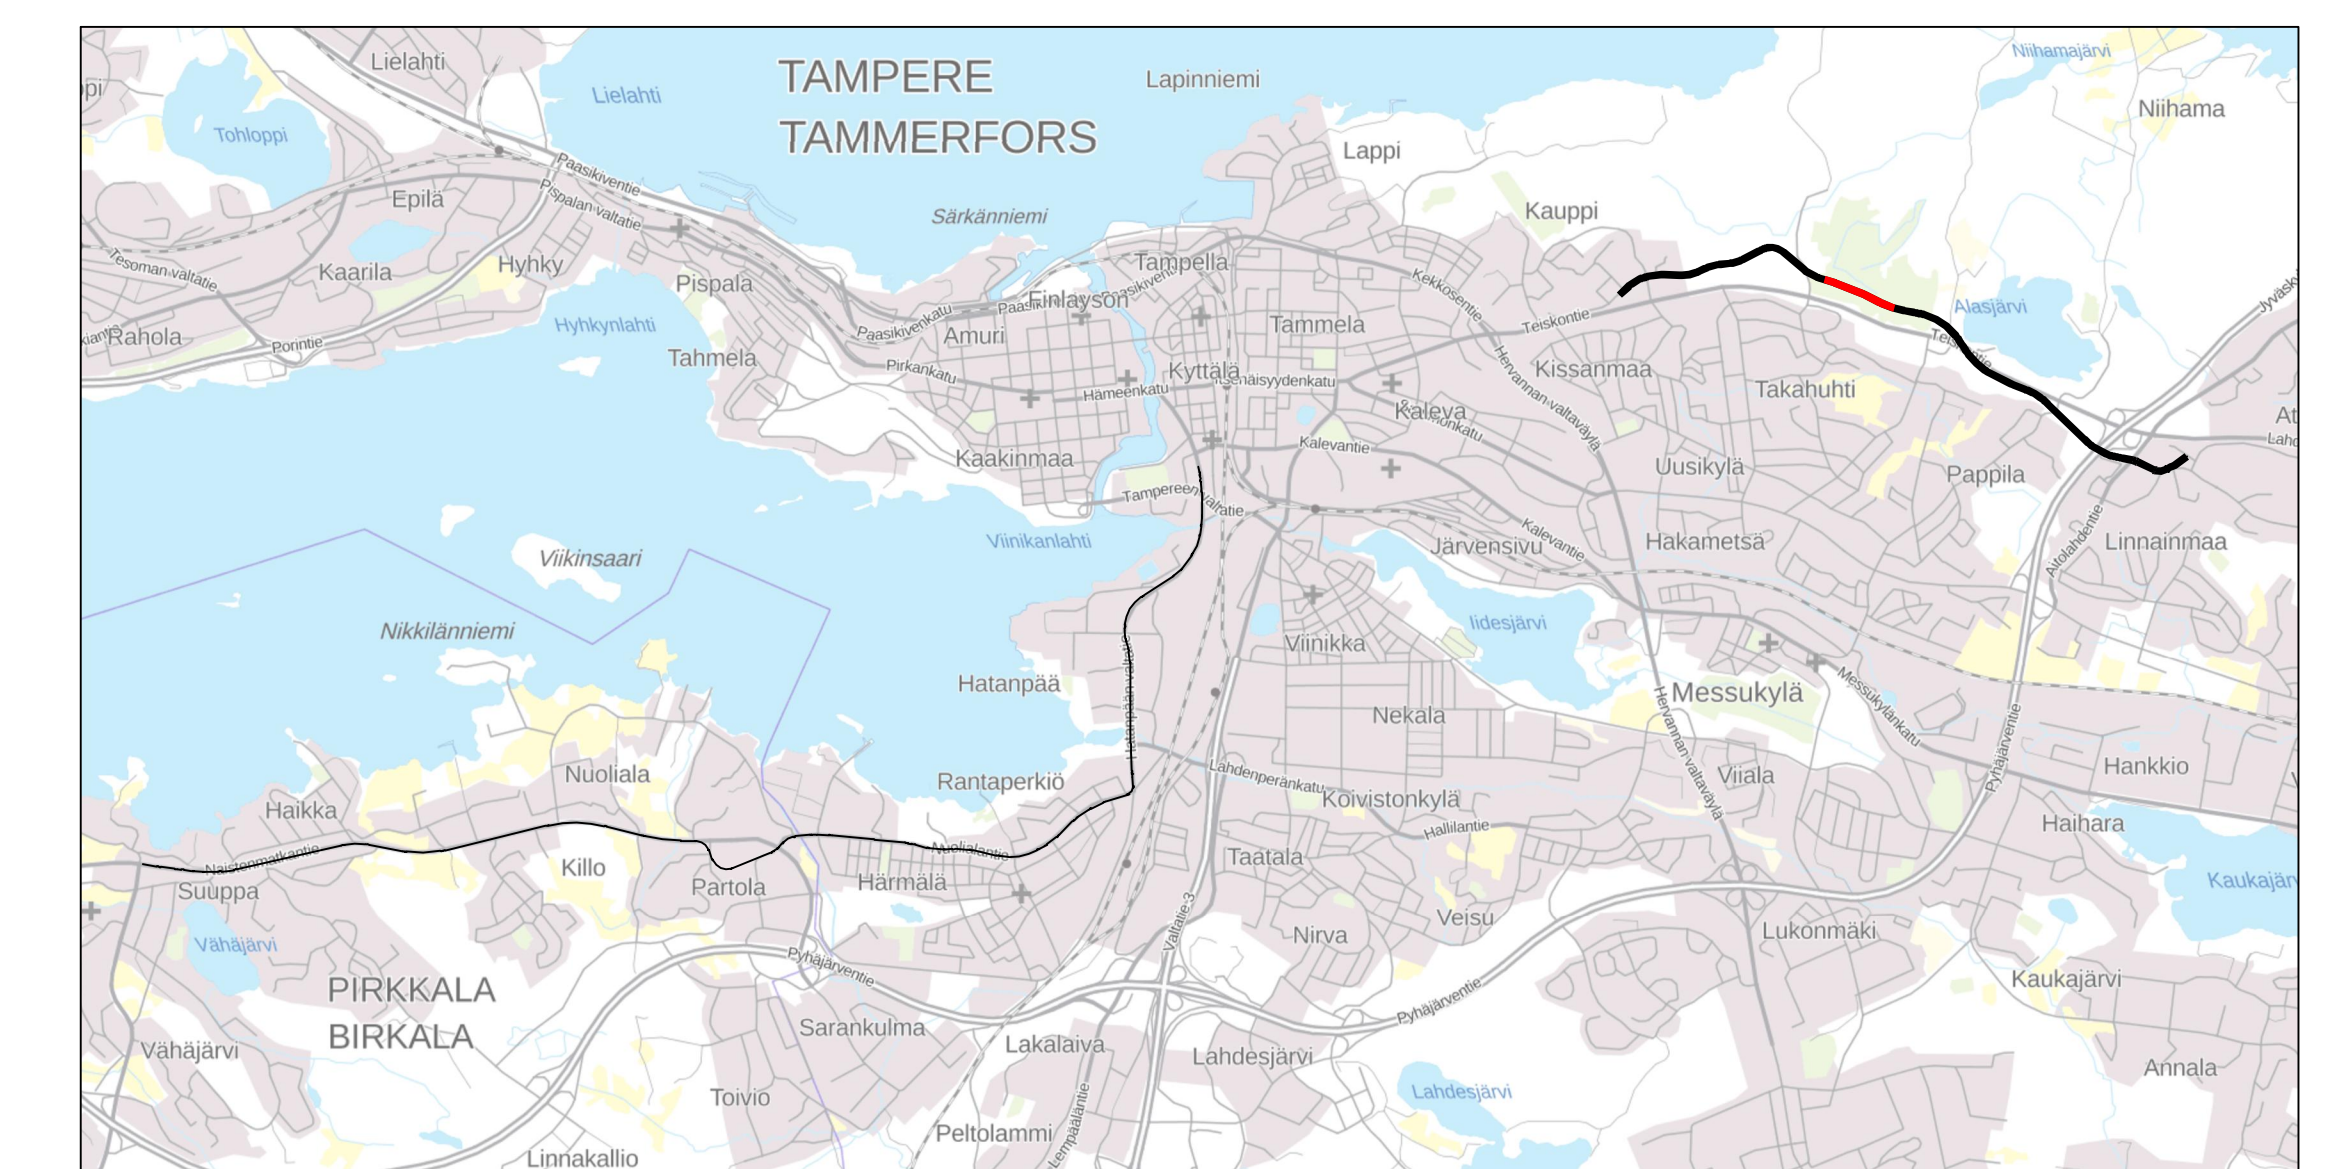 Lielahti
TAMPERE
TAMMERFORS
Lapinniemi
Niihamajärvi
Niihama
Lielahti
Tohloppi
Lappi
Paasikiventie
Pispalan valtatie
Epilä
Särkänniemi
Kauppi
Tesoman valtatie
Kaarila
Hyhky
Pispala
Tampella
Kekkosentie
Finlayson
Alasjärvi
Rahola
Porintie
Hyhkynlahti
Paasikivenkatu
Amuri
Tammela
Teiskontie
Tahmela
Pirkankatu
Hämeenkatu
Kyttälä
Kissanmaa
Takahuhti
Hervannan valtaväylä
Kaleva
Kaakinmaa
Kalevantie
Uusikylä
Pappila
Tampereen valtatie
Viinikanlahti
Järvensivu
Kalevantie
Hakametsä
Aitolahdentie
Linnainmaa
Viikinsaari
Nikkilänniemi
Iidesjärvi
Viinikka
Hatanpää
Hatanpään valtatie
Messukylä
Messukylänkatu
Nekala
Hervannan valtaväylä
Pyhäjärventie
Nuoliala
Rantaperkiö
Lahdenperänkatu
Viiala
Hankkio
Haikka
Koivistonkylä
Hallilantie
Haihara
Naistenmatkantie
Nuolialantie
Killo
Taatala
Suuppa
Partola
Härmälä
Valtatie 3
Veisu
Vähäjärvi
Nirva
Lukonmäki
Pyhäjärventie
PIRKKALA
BIRKALA
Pyhäjärventie
Kaukajärvi
Sarankulma
Vähäjärvi
Lakalaiva
Lahdesjärvi
Annala
Toivio
Lempääläntie
Lahdesjärvi
Peltolammi
Linnakallio